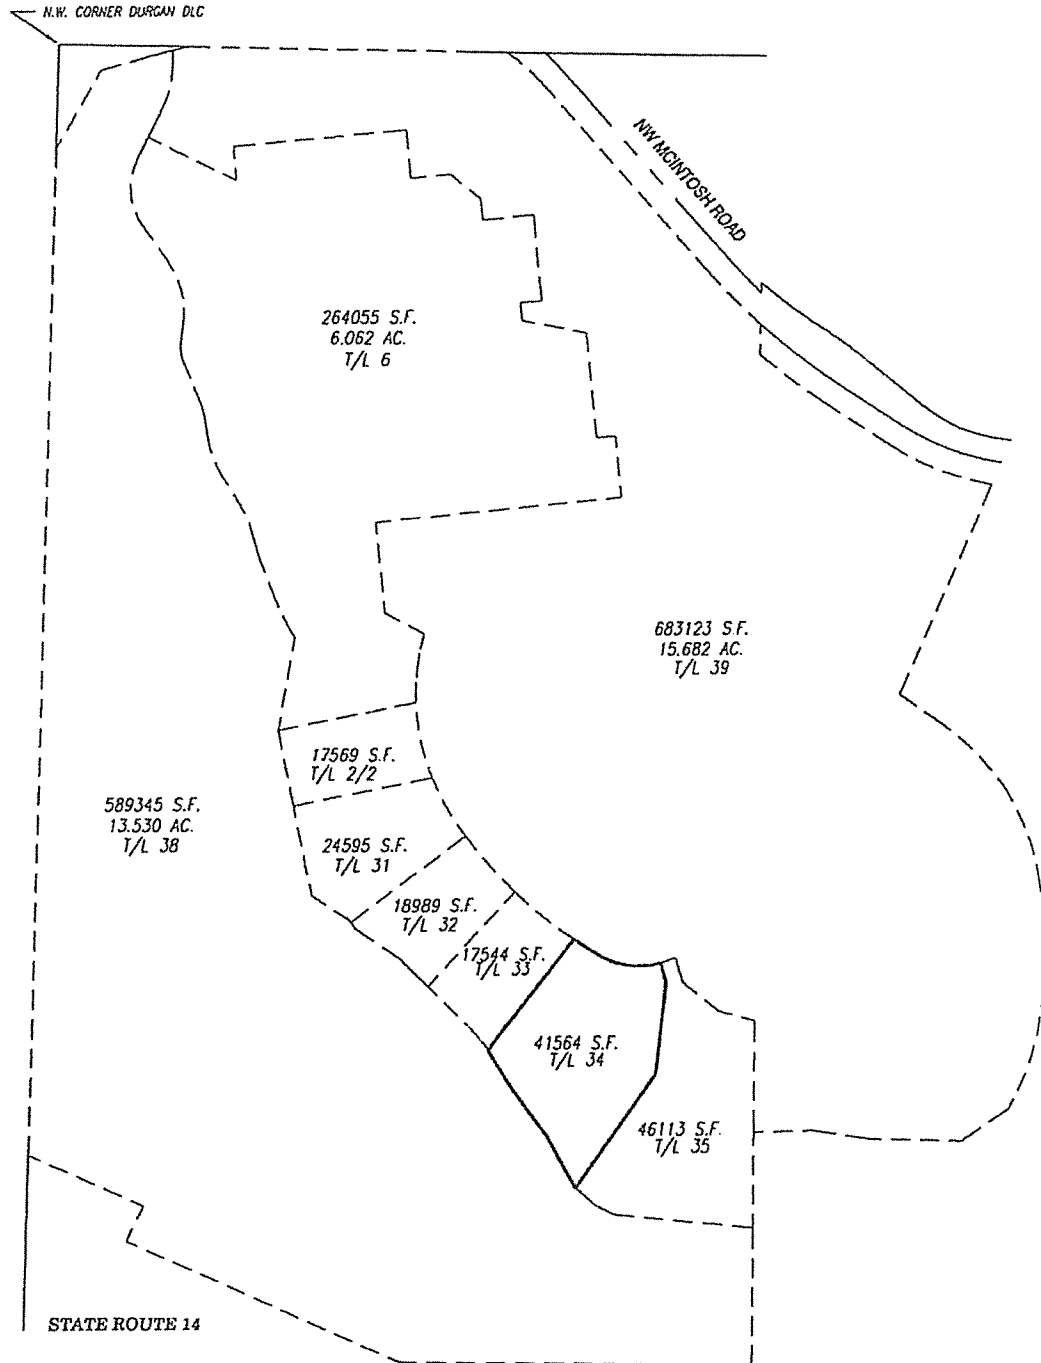 N.W. CORNER DURGAN DLC
NW MCINTOSH ROAD
264055 S.F.
6.062 AC.
T/L 6
683123 S.F.
15.682 AC.
T/L 39
17569 S.F.
T/L 2/2
589345 S.F.
13.530 AC.
T/L 38
24595 S.F.
T/L 31
18989 S.F.
T/L 32
17544 S.F.
T/L 33
41564 S.F.
T/L 34
46113 S.F.
T/L 35
STATE ROUTE 14